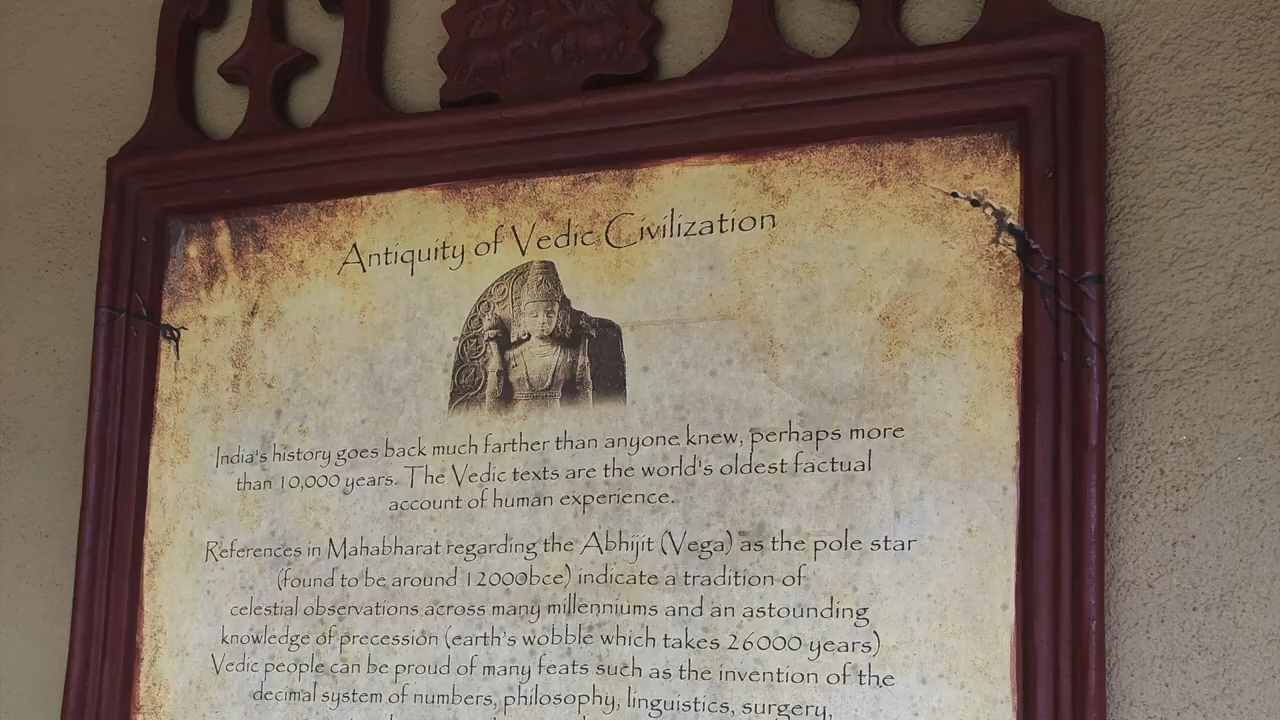 Antiquity of Vedic Civilization
India's history goes back much farther than anyone knew, perhaps more
than 10,000 years. The Vedic texts are the world's oldest factual
account of human experience.
References in Mahabharat regarding the Abhijit (Vega) as the pole star
(found to be around 12000bce) indicate a tradition of
celestial observations across many millenniums and an astounding
knowledge of precession (earth's wobble which takes 26000 years)
Vedic people can be proud of many feats such as the invention of the
decimal system of numbers, philosophy, linguistics, surgery,